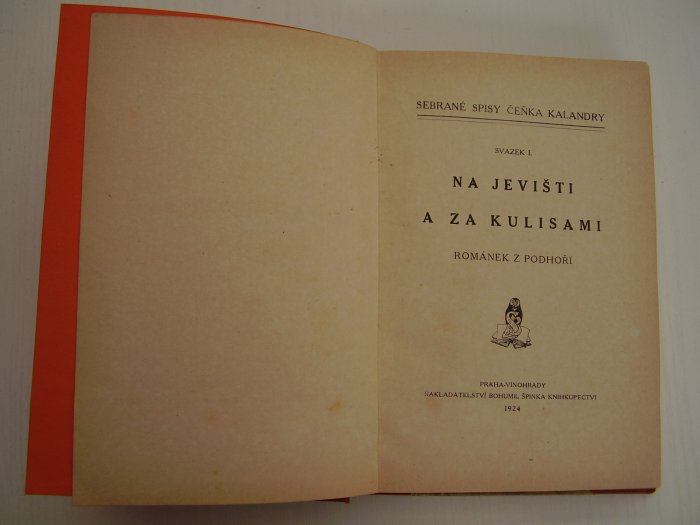 SEBRANÉ SPISY ČEŇKA KALANDRY
SVAZEK I.
NA JEVIŠTI
A ZA KULISAMI
ROMÁNEK Z PODHOŘÍ
PRAHA-VINOHRADY
NAKLADATELSTVÍ BOHUMIL ŠPINKA KNIHKUPECTVÍ
1924